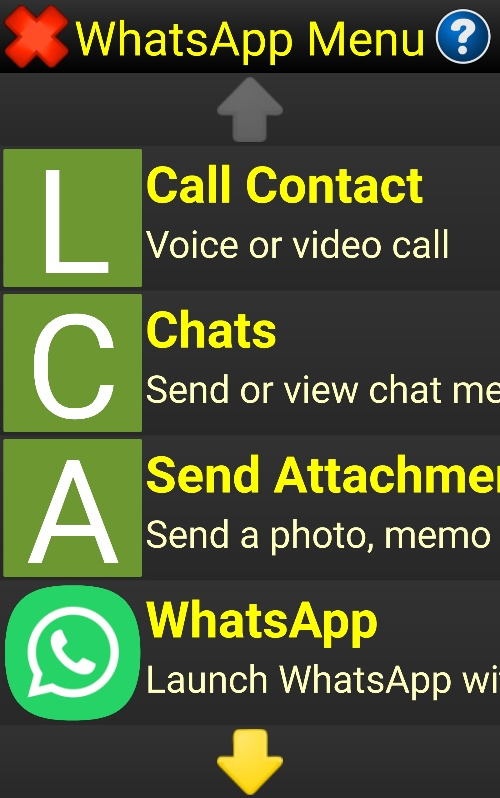 WhatsApp Menu ?
L
Call Contact
Voice or video call
C
Chats
Send or view chat me
A
Send Attachmen
Send a photo, memo
WhatsApp
Launch WhatsApp wi